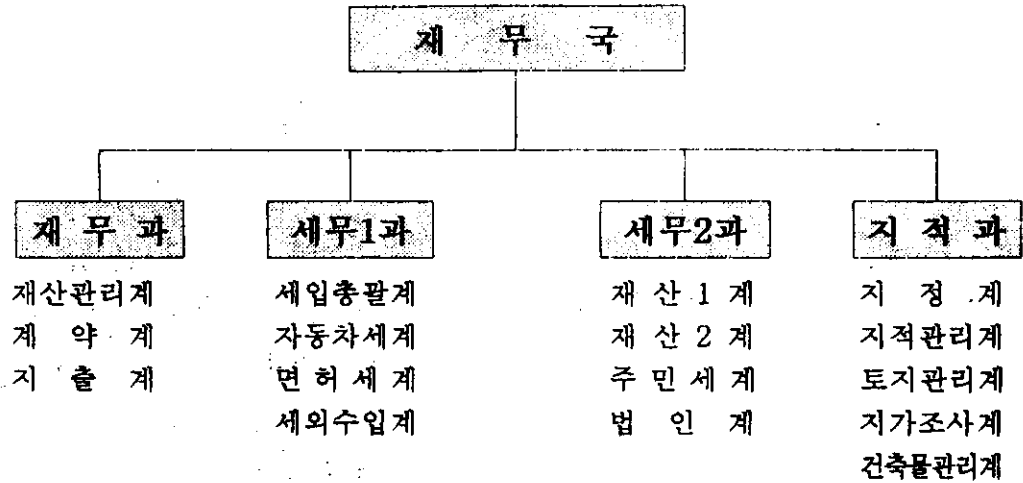 재 무 국
재 무 과 세무1과 세무2과 지 적 과
재산관리계 세입총괄계 재 산 1 계 지 정 계
계 약 계 자동차세계 재 산 2 계 지적관리계
지 출 계 면 허 세 계 주 민 세 계 토지관리계
세외수입계 법 인 계 지가조사계
건축물관리계